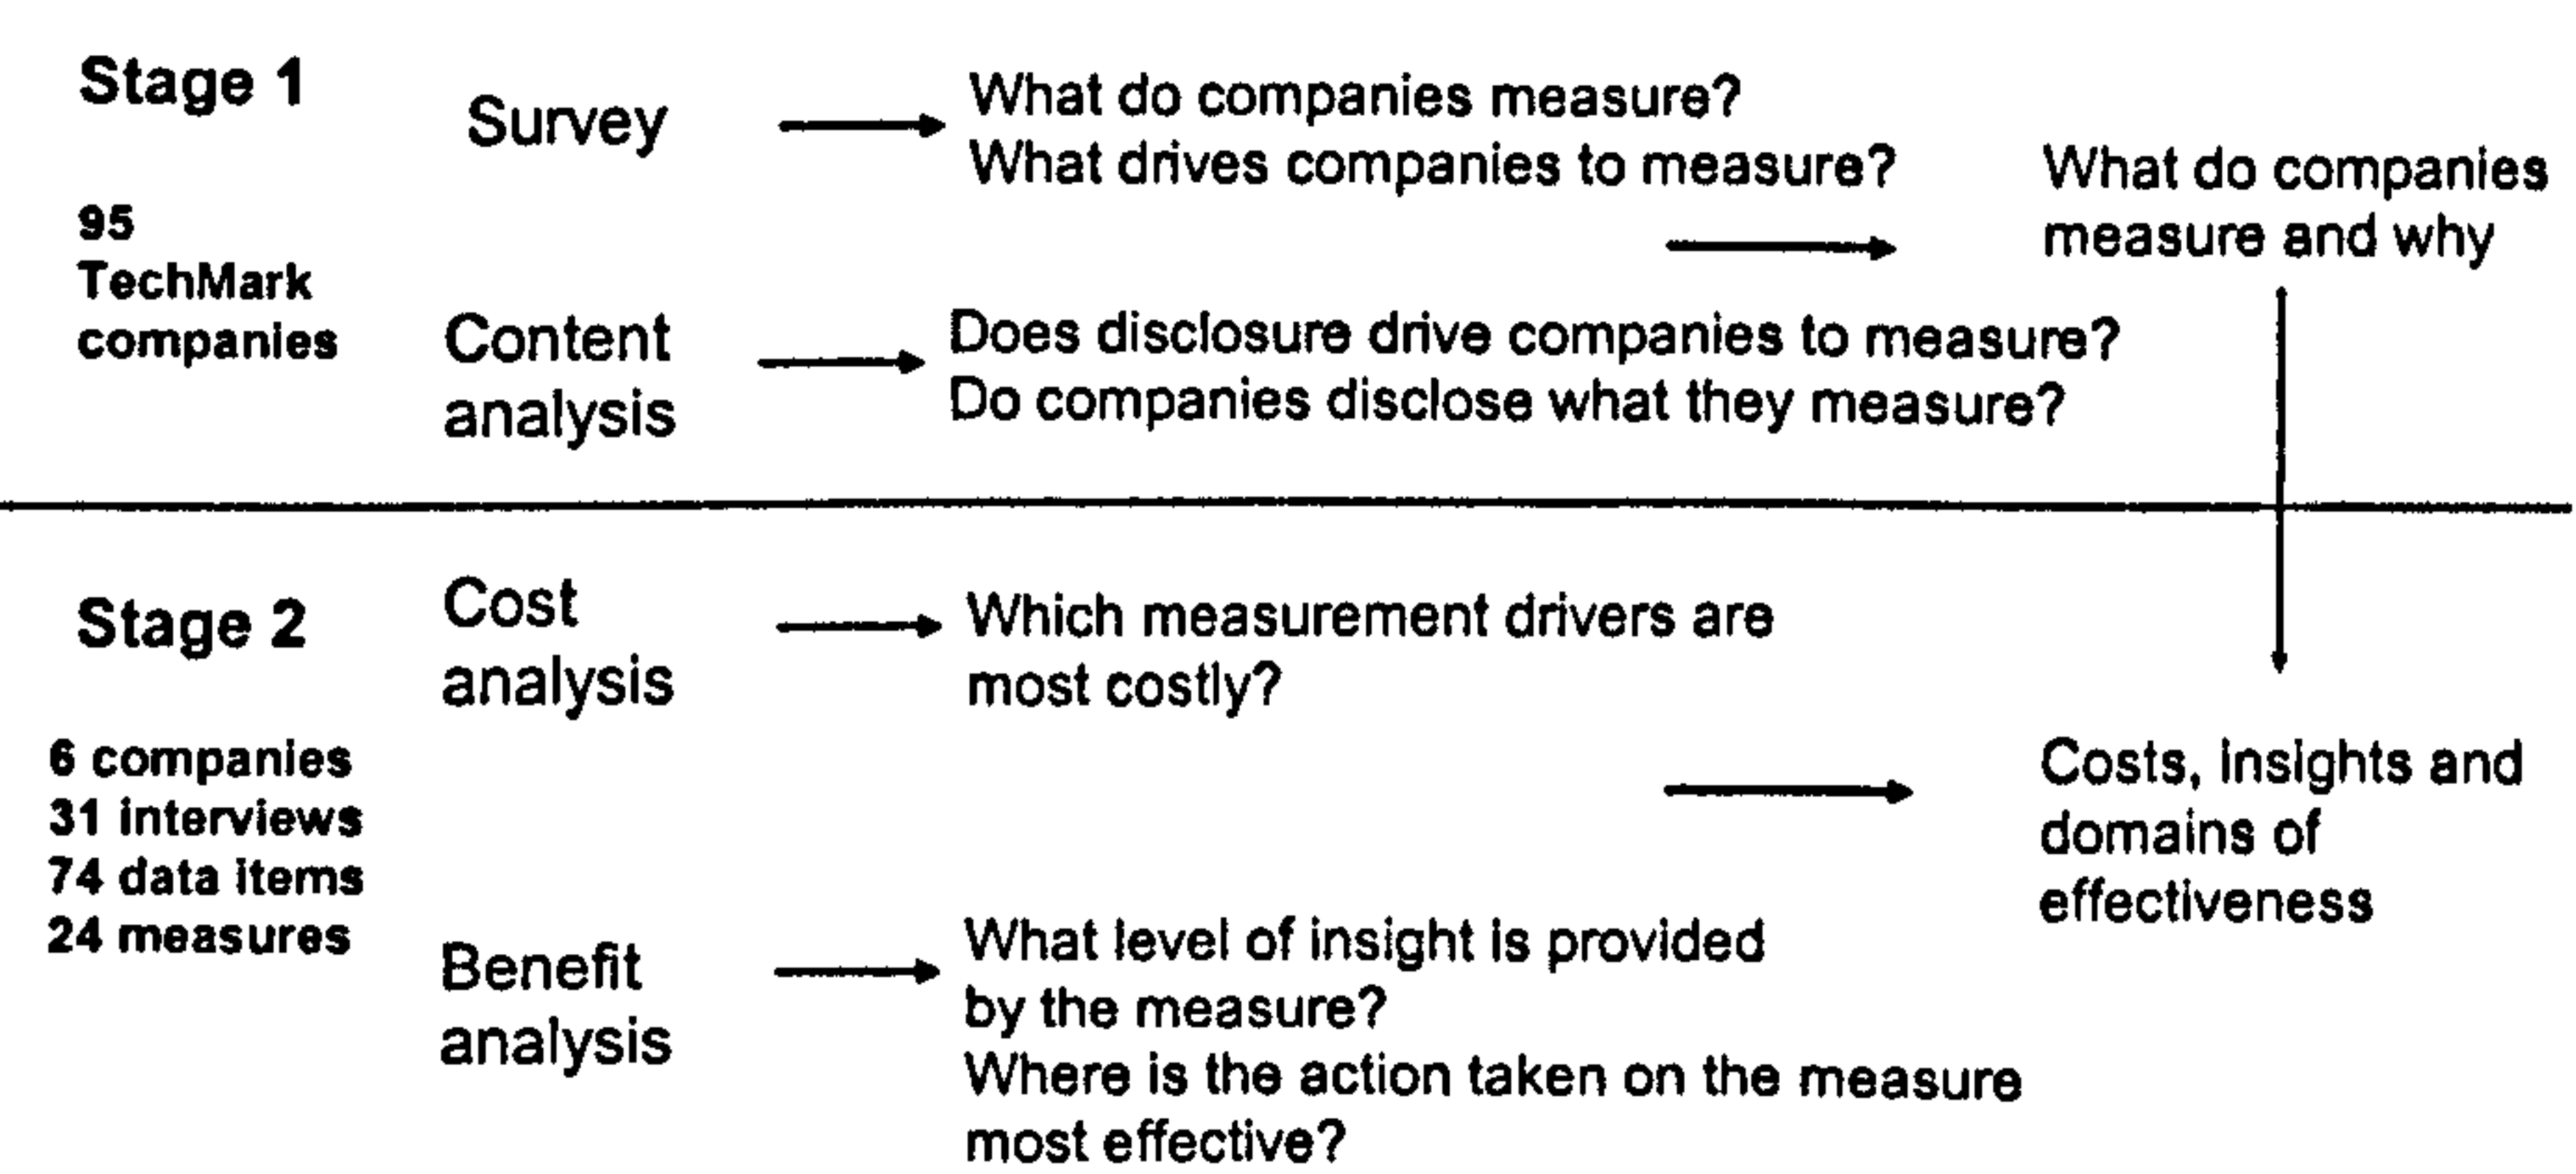 Stage 1
95
TechMark
companies
Survey
What do companies measure?
What drives companies to measure?
Content
analysis
Does disclosure drive companies to measure?
Do companies disclose what they measure?
What do companies
measure and why
Stage 2
6 companies
31 interviews
74 data items
24 measures
Cost
analysis
Which measurement drivers are
most costly?
Benefit
analysis
What level of insight is provided
by the measure?
Where is the action taken on the measure
most effective?
Costs, insights and
domains of
effectiveness